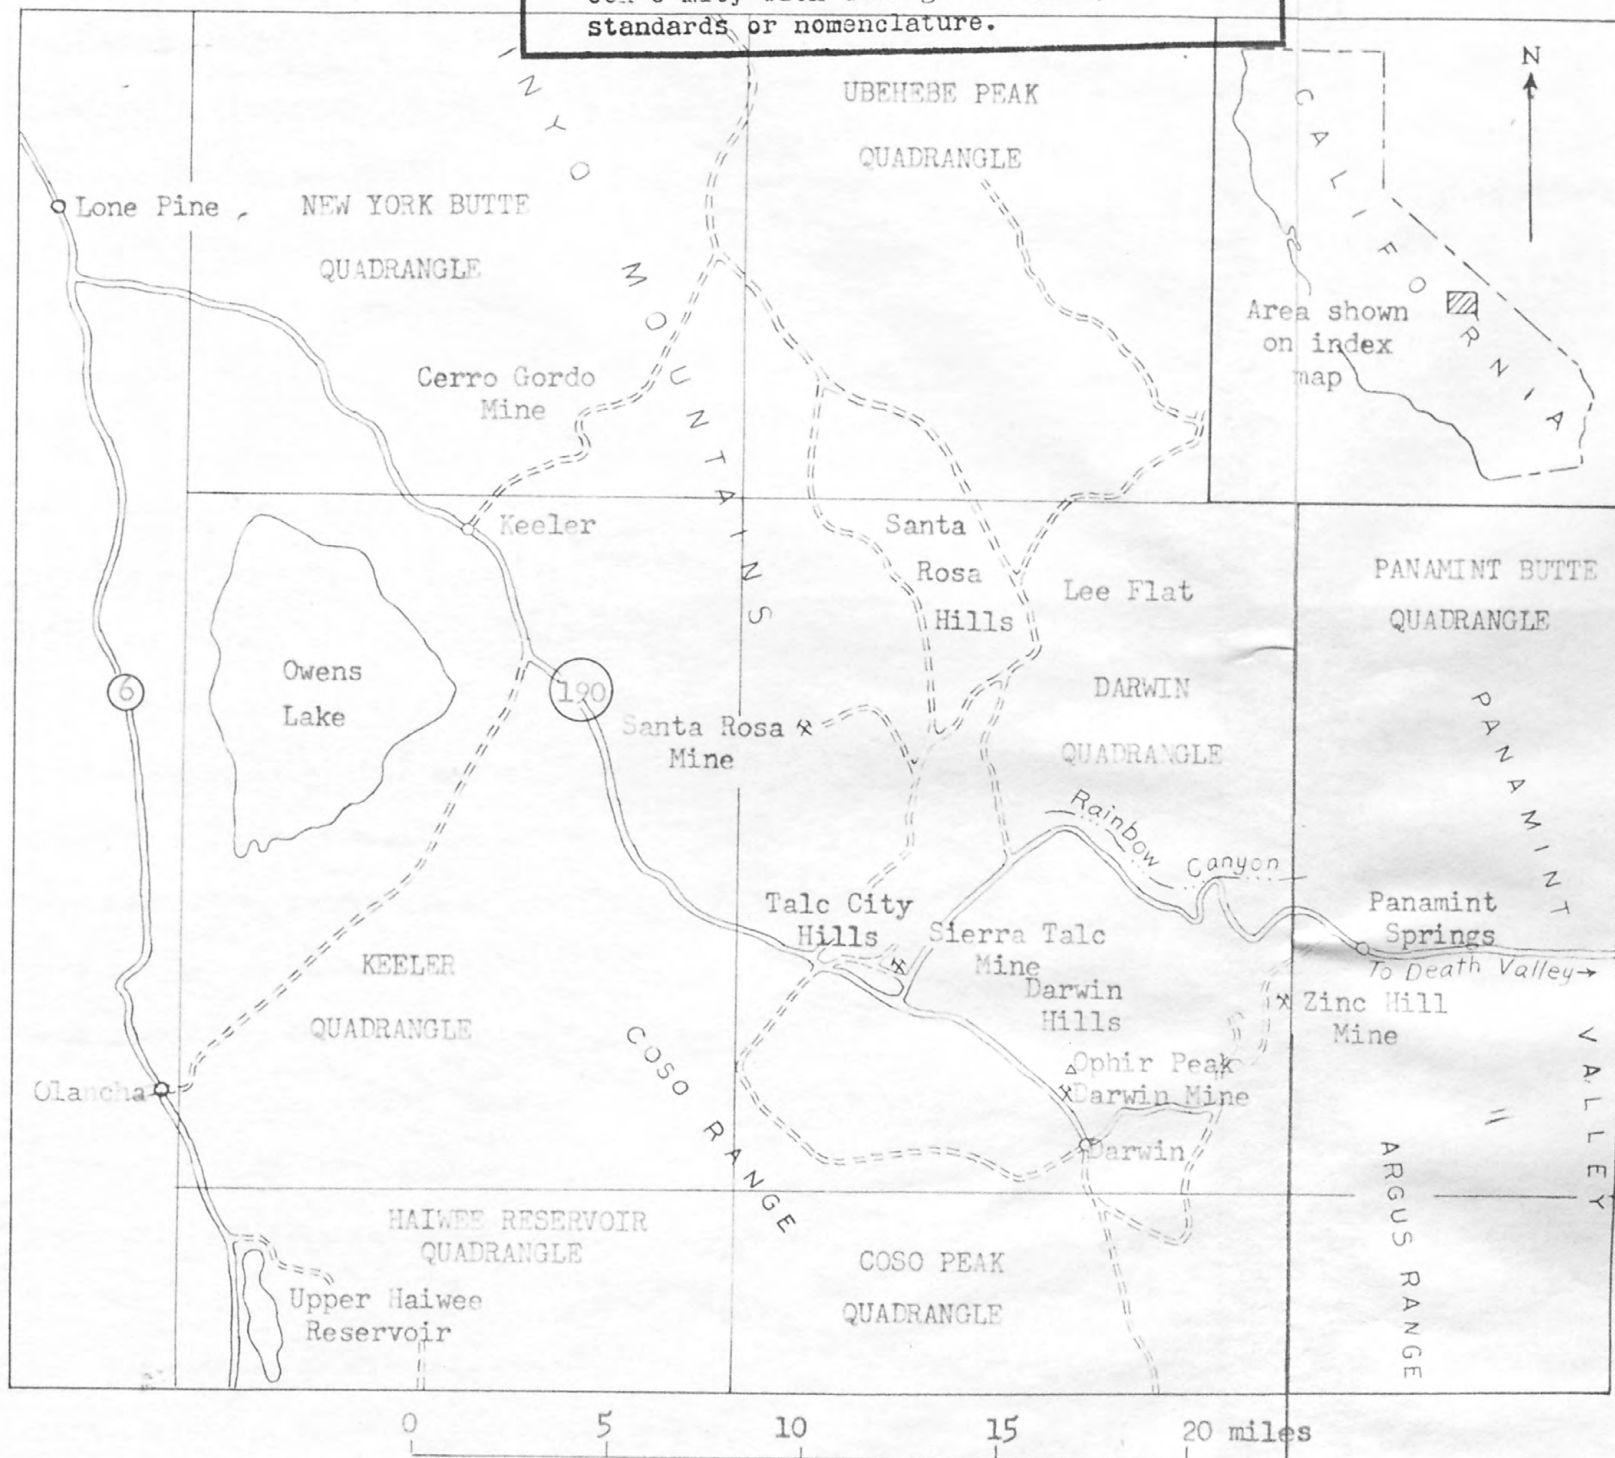 standards or nomenclature.
UBEHEBE PEAK
QUADRANGLE
N
CALIFORNIA
Area shown
on index
map
INYO MOUNTAINS
Lone Pine
NEW YORK BUTTE
QUADRANGLE
Cerro Gordo
Mine
Keeler
Santa
Rosa
Hills
Lee Flat
PANAMINT BUTTE
QUADRANGLE
Owens
Lake
6
190
Santa Rosa
Mine
DARWIN
QUADRANGLE
PANAMINT
VALLEY
Rainbow
Canyon
Talc City
Hills
Sierra Talc
Mine
Panamint
Springs
To Death Valley→
KEELER
QUADRANGLE
Darwin
Hills
Zinc Hill
Mine
Olancha
COSO RANGE
Ophir Peak
Darwin Mine
Darwin
ARGUS RANGE
HAIWEE RESERVOIR
QUADRANGLE
COSO PEAK
QUADRANGLE
Upper Haiwee
Reservoir
0 5 10 15 20 miles